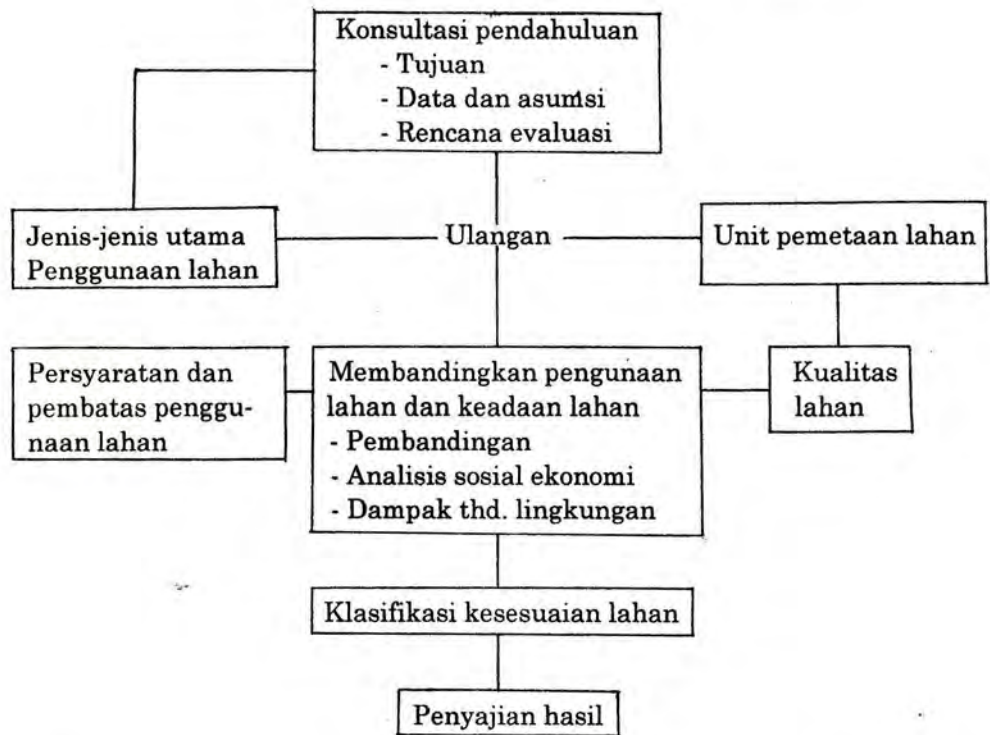 Konsultasi pendahuluan
- Tujuan
- Data dan asumsi
- Rencana evaluasi
Jenis-jenis utama
Penggunaan lahan
Ulangan
Unit pemetaan lahan
Persyaratan dan
pembatas penggu-
naan lahan
Membandingkan pengunaan
lahan dan keadaan lahan
- Pembandingan
- Analisis sosial ekonomi
- Dampak thd. lingkungan
Kualitas
lahan
Klasifikasi kesesuaian lahan
Penyajian hasil